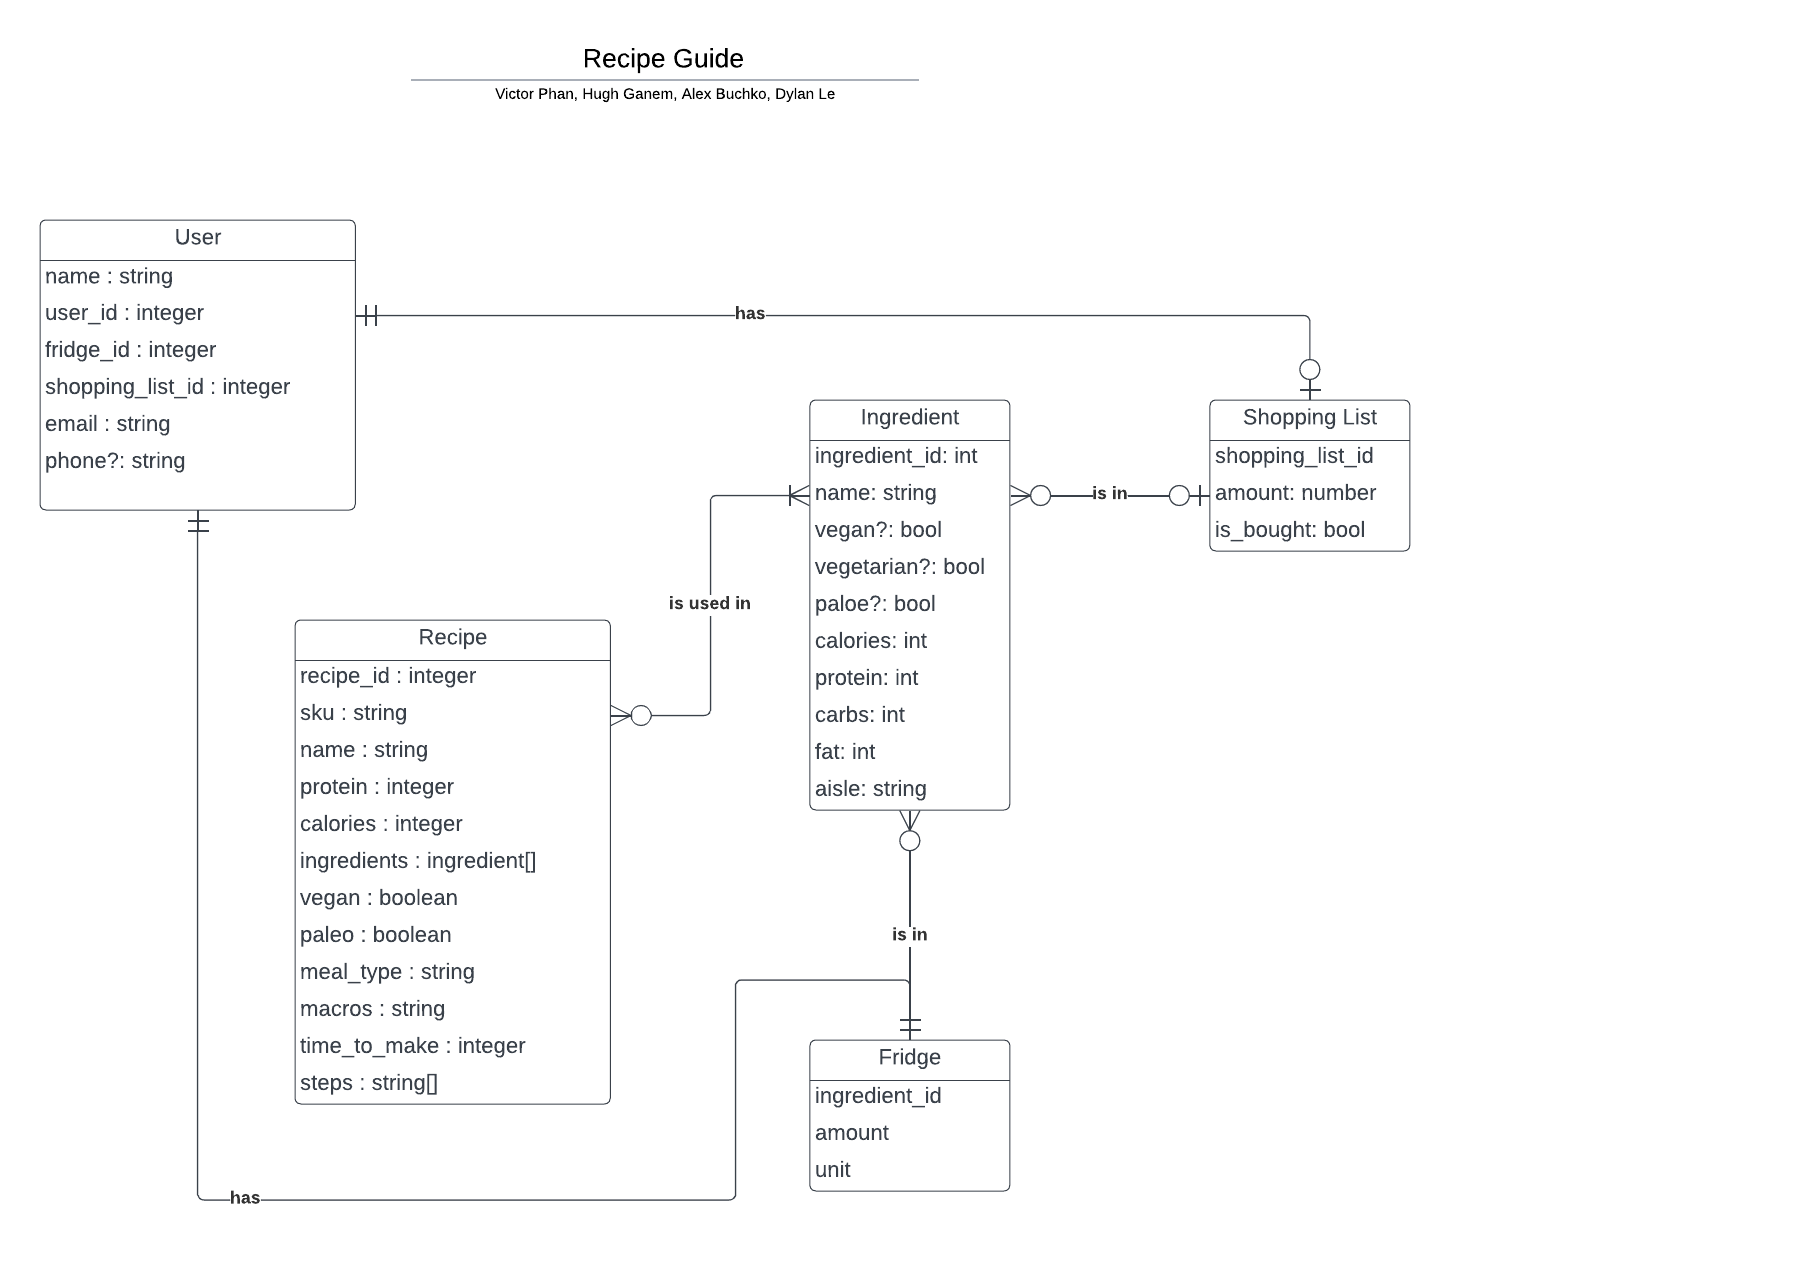 Recipe Guide
Victor Phan, Hugh Ganem, Alex Buchko, Dylan Le
User
name : string
user_id : integer
fridge_id : integer
shopping_list_id : integer
email : string
phone?: string
has
Ingredient
ingredient_id: int
name: string
vegan?: bool
vegetarian?: bool
paloe?: bool
calories: int
protein: int
carbs: int
fat: int
aisle: string
is in
Shopping List
shopping_list_id
amount: number
is_bought: bool
is used in
Recipe
recipe_id : integer
sku : string
name : string
protein : integer
calories : integer
ingredients : ingredient[]
vegan : boolean
paleo : boolean
meal_type : string
macros : string
time_to_make : integer
steps : string[]
is in
Fridge
ingredient_id
amount
unit
has